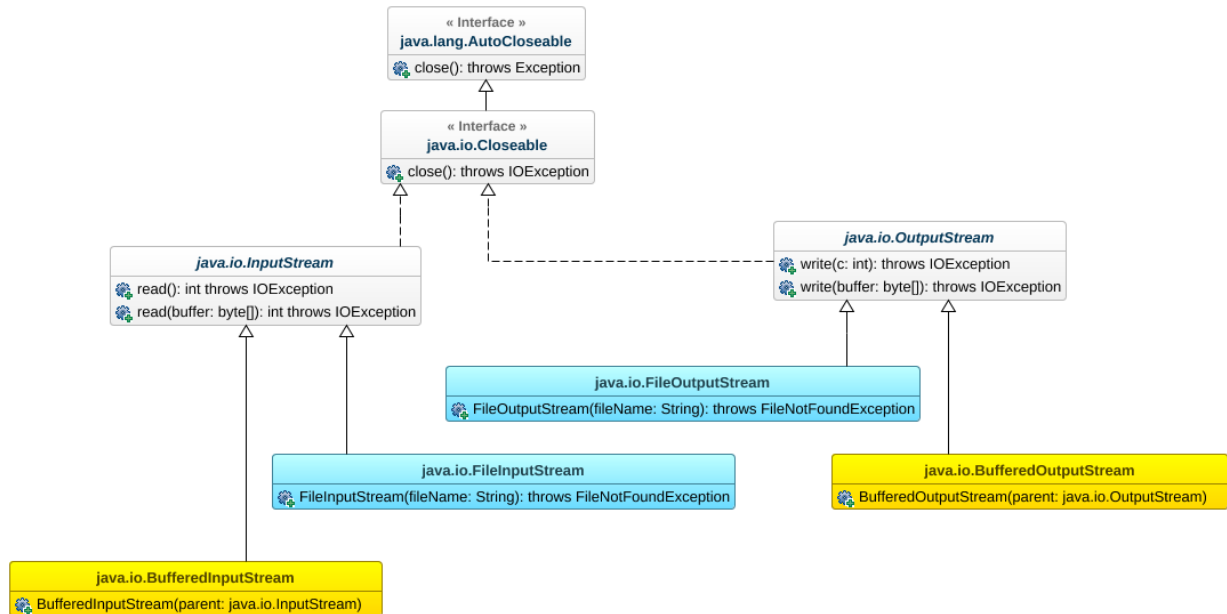 « Interface »
java.lang.AutoCloseable
close(): throws Exception
« Interface »
java.io.Closeable
close(): throws IOException
java.io.InputStream
read(): int throws IOException
read(buffer: byte[]): int throws IOException
java.io.OutputStream
write(c: int): throws IOException
write(buffer: byte[]): throws IOException
java.io.FileOutputStream
FileOutputStream(fileName: String): throws FileNotFoundException
java.io.FileInputStream
FileInputStream(fileName: String): throws FileNotFoundException
java.io.BufferedOutputStream
BufferedOutputStream(parent: java.io.OutputStream)
java.io.BufferedInputStream
BufferedInputStream(parent: java.io.InputStream)